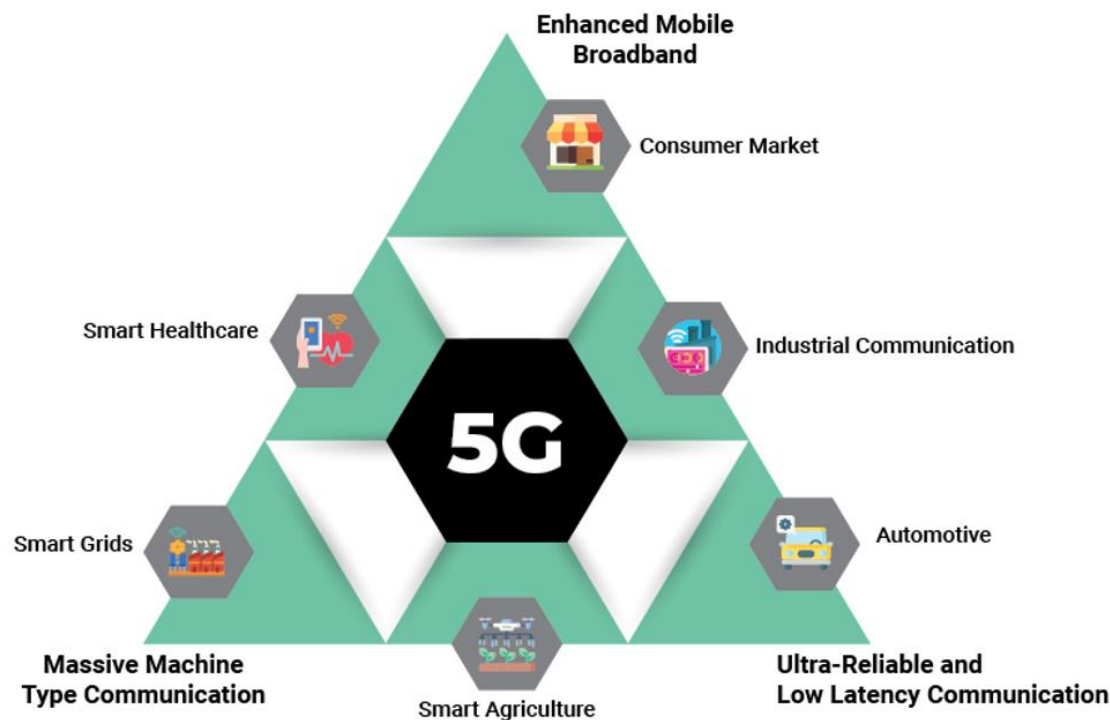 Enhanced Mobile
Broadband
Consumer Market
Smart Healthcare
Industrial Communication
5G
Smart Grids
Automotive
Massive Machine
Type Communication
Ultra-Reliable and
Low Latency Communication
Smart Agriculture